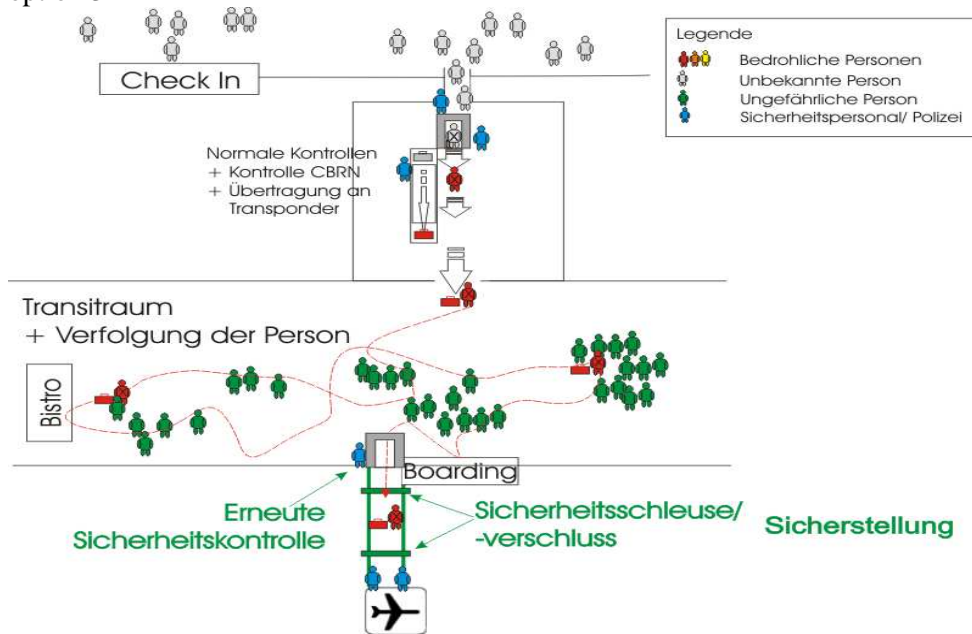 Legende
Bedrohliche Personen
Unbekannte Person
Ungefährliche Person
Sicherheitspersonal/ Polizei
Check In
Normale Kontrollen
+ Kontrolle CBRN
+ Übertragung an
Transponder
Transitraum
+ Verfolgung der Person
Bistro
Boarding
Erneute
Sicherheitskontrolle
Sicherheitsschleuse/
-verschluss
Sicherstellung